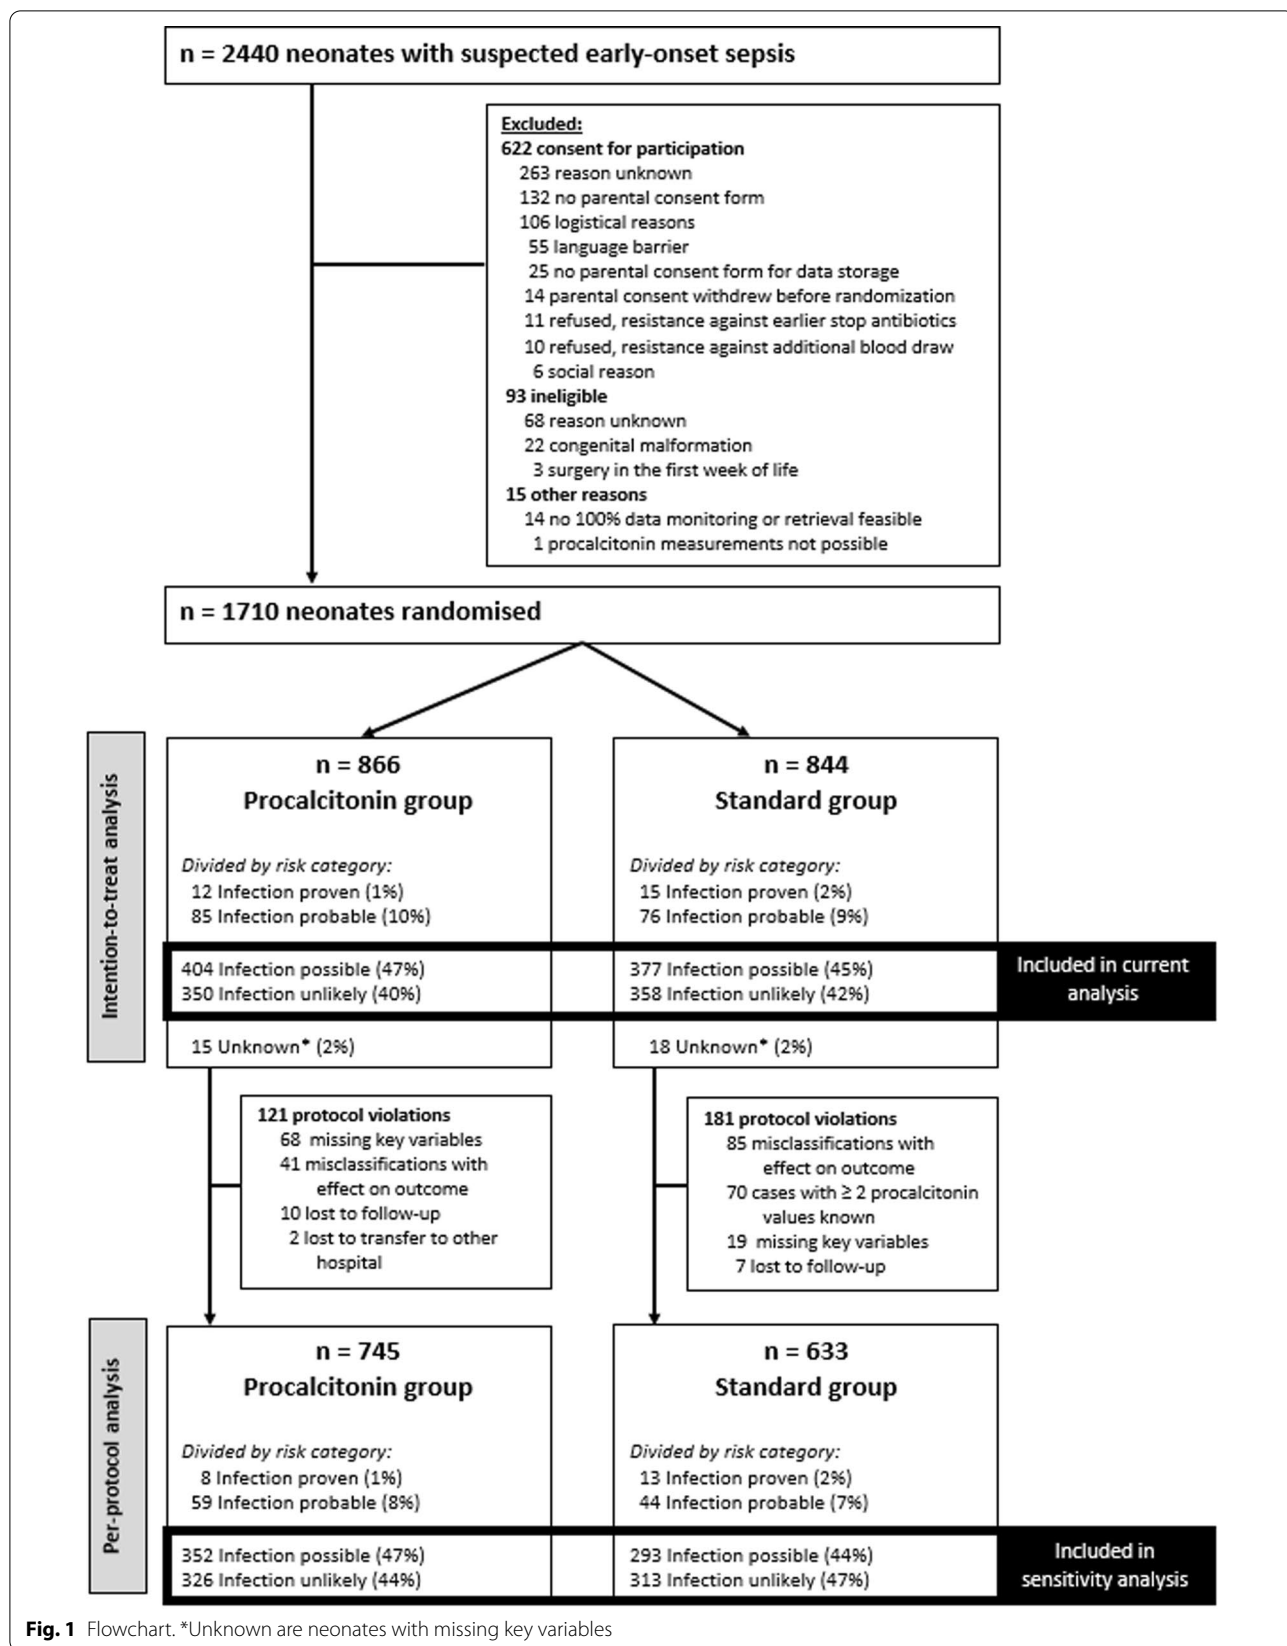 n = 2440 neonates with suspected early-onset sepsis
Excluded:
622 consent for participation
263 reason unknown
132 no parental consent form
106 logistical reasons
55 language barrier
25 no parental consent form for data storage
14 parental consent withdrew before randomization
11 refused, resistance against earlier stop antibiotics
10 refused, resistance against additional blood draw
6 social reason
93 ineligible
68 reason unknown
22 congenital malformation
3 surgery in the first week of life
15 other reasons
14 no 100% data monitoring or retrieval feasible
1 procalcitonin measurements not possible
n = 1710 neonates randomised
Intention-to-treat analysis
n = 866
Procalcitonin group
Divided by risk category:
12 Infection proven (1%)
85 Infection probable (10%)
404 Infection possible (47%)
350 Infection unlikely (40%)
15 Unknown* (2%)
n = 844
Standard group
Divided by risk category:
15 Infection proven (2%)
76 Infection probable (9%)
377 Infection possible (45%)
358 Infection unlikely (42%)
18 Unknown* (2%)
Included in current
analysis
121 protocol violations
68 missing key variables
41 misclassifications with
effect on outcome
10 lost to follow-up
2 lost to transfer to other
hospital
181 protocol violations
85 misclassifications with
effect on outcome
70 cases with ≥ 2 procalcitonin
values known
19 missing key variables
7 lost to follow-up
Per-protocol analysis
n = 745
Procalcitonin group
Divided by risk category:
8 Infection proven (1%)
59 Infection probable (8%)
352 Infection possible (47%)
326 Infection unlikely (44%)
n = 633
Standard group
Divided by risk category:
13 Infection proven (2%)
44 Infection probable (7%)
293 Infection possible (44%)
313 Infection unlikely (47%)
Included in
sensitivity analysis
Fig. 1 Flowchart. *Unknown are neonates with missing key variables